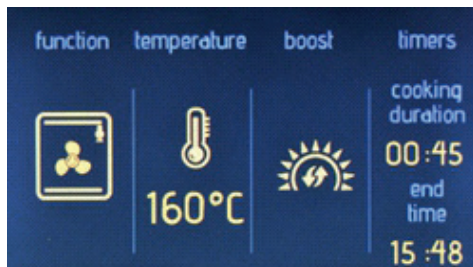 function temperature boost timers
cooking
duration
00:45
160°C
end
time
15:48